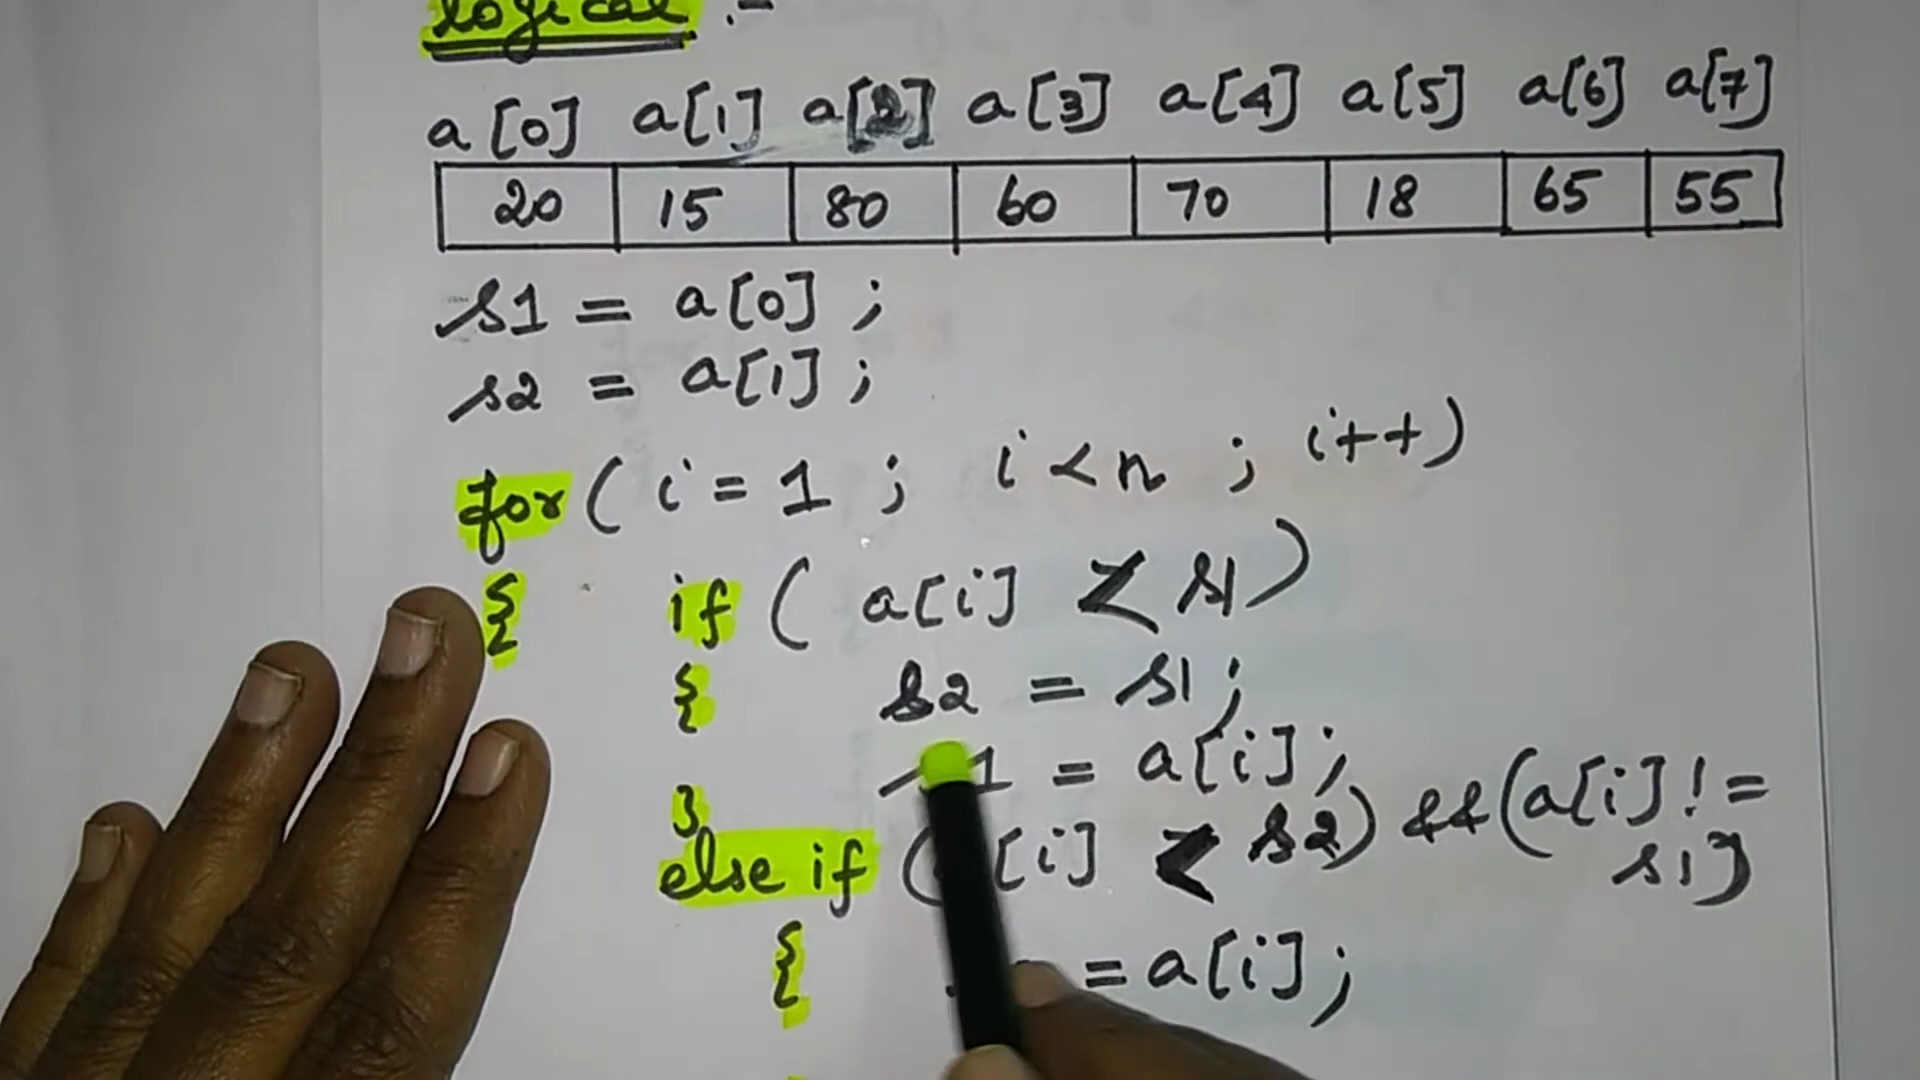 logical :-
a[0] a[1] a[2] a[3] a[4] a[5] a[6] a[7]
20 15 80 60 70 18 65 55
s1 = a[0] ;
s2 = a[1] ;
for ( i = 1 ; i < n ; i++)
{ if ( a[i] < s1)
{ s2 = s1 ;
1 = a[i] ;
}
else if ( [i] < s2) && (a[i] != s1)
{ = a[i] ;